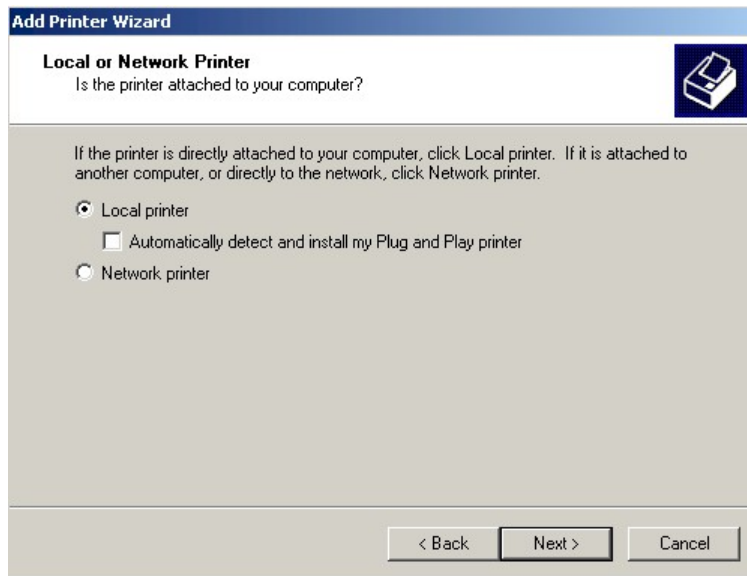 Add Printer Wizard
Local or Network Printer
Is the printer attached to your computer?
If the printer is directly attached to your computer, click Local printer. If it is attached to
another computer, or directly to the network, click Network printer.
Local printer
Automatically detect and install my Plug and Play printer
Network printer
< Back Next > Cancel